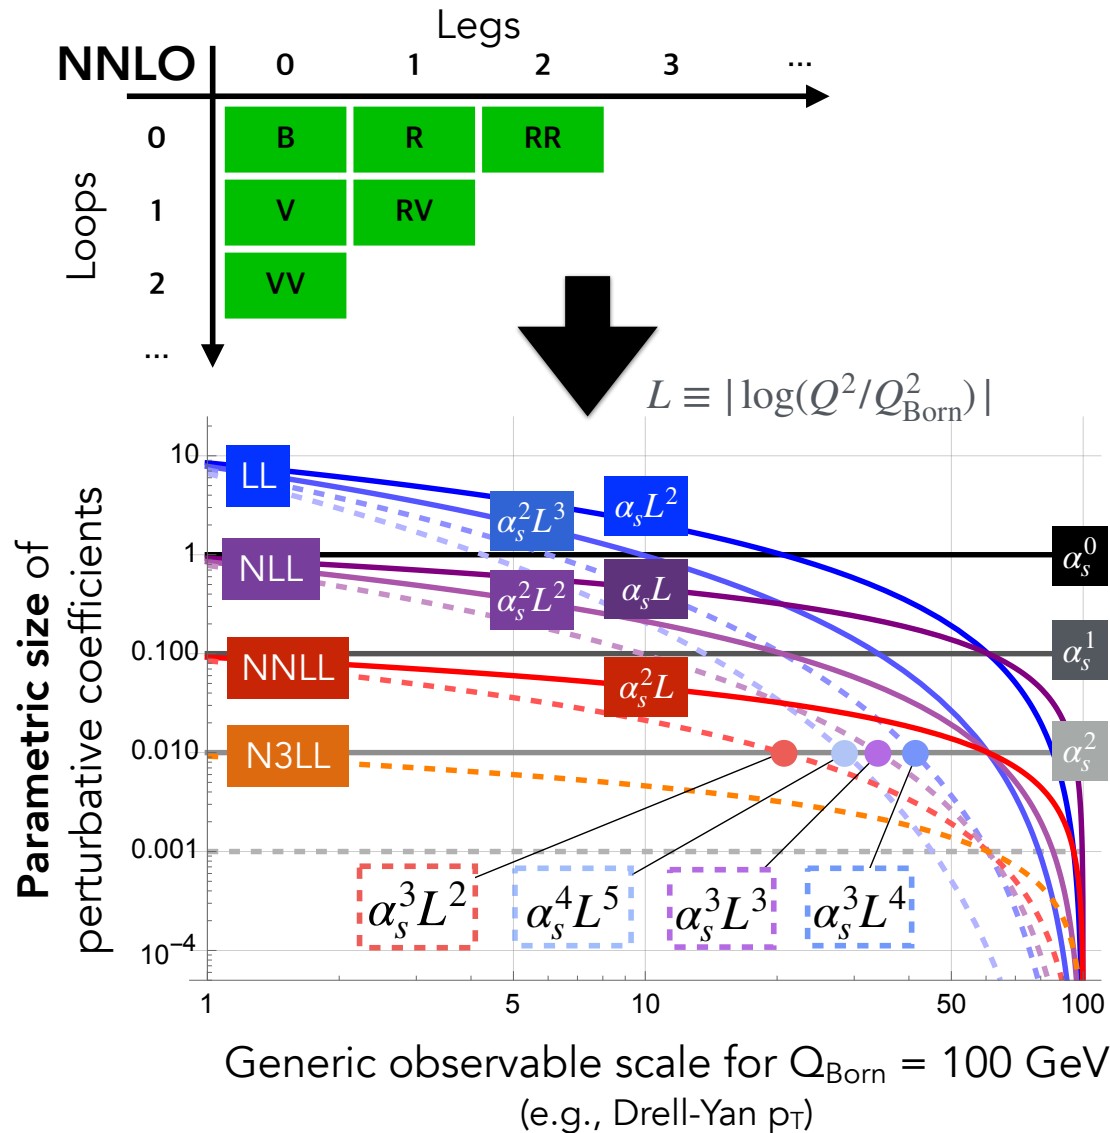 Legs
NNLO 0 1 2 3 ...
0 B R RR
Loops
1 V RV
2 VV
...
L ≡ | log(Q²/Q²_Born) |
Parametric size of
perturbative coefficients
10
1
0.100
0.010
0.001
10⁻⁴
LL
NLL
NNLL
N3LL
αₛ²L³
αₛL²
αₛ²L²
αₛL
αₛ²L
αₛ⁰
αₛ¹
αₛ²
αₛ³L²
αₛ⁴L⁵
αₛ³L³
αₛ³L⁴
1 5 10 50 100
Generic observable scale for Q_Born = 100 GeV
(e.g., Drell-Yan p_T)